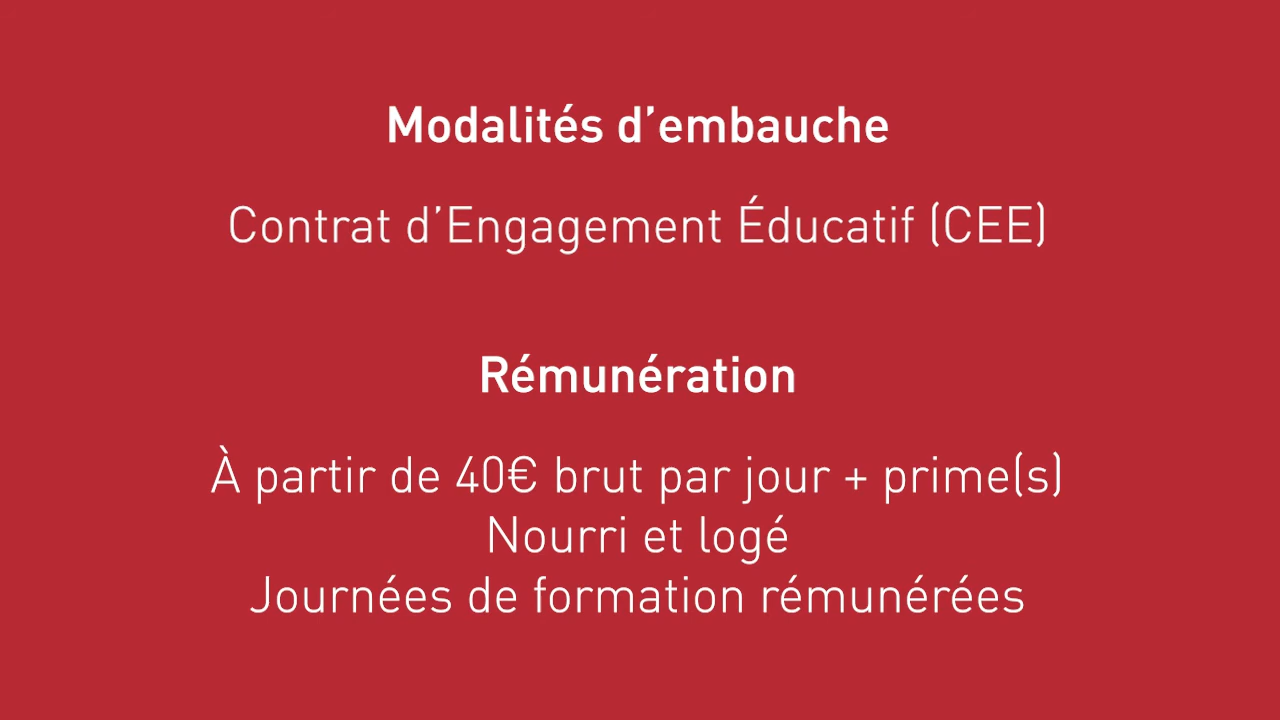 Modalités d’embauche
Contrat d’Engagement Éducatif (CEE)
Rémunération
À partir de 40€ brut par jour + prime(s)
Nourri et logé
Journées de formation rémunérées